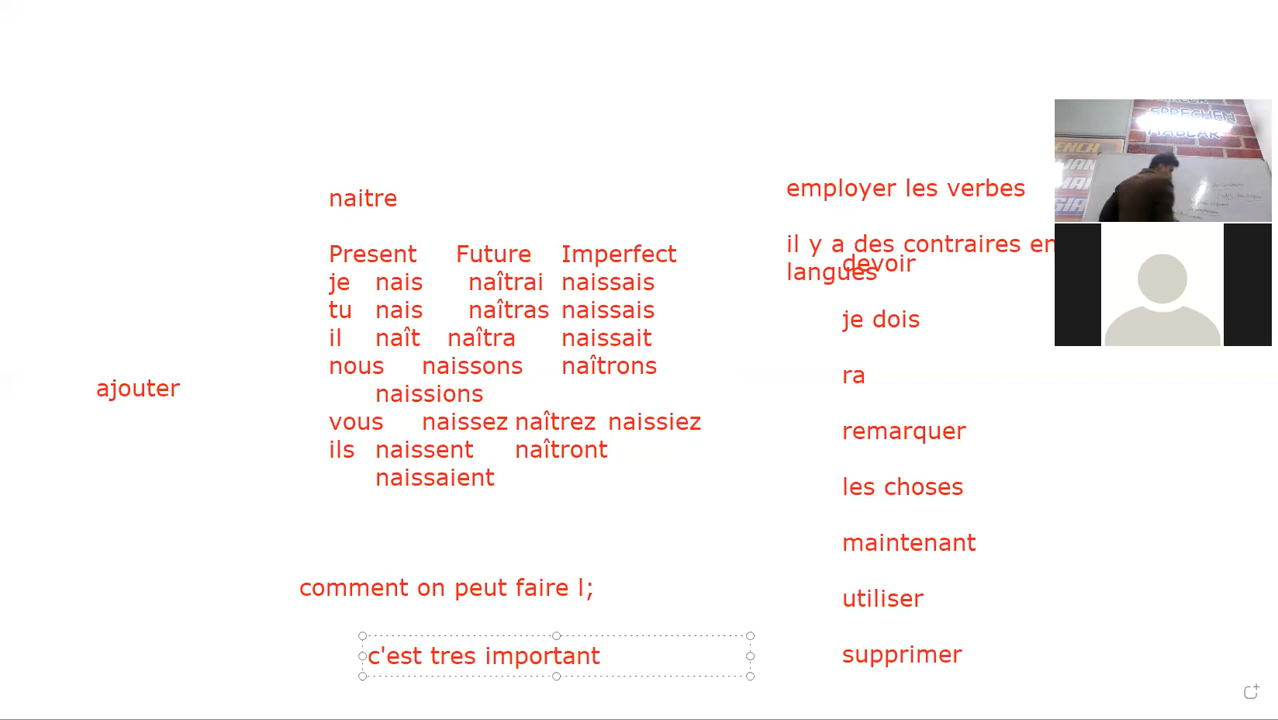 naitre
Present Future Imperfect
je nais naîtrai naissais
tu nais naîtras naissais
il naît naîtra naissait
nous naissons naîtrons
naissions
vous naissez naîtrez naissiez
ils naissent naîtront
naissaient
ajouter
comment on peut faire l;
c'est tres important
employer les verbes
il y a des contraires en
langues
devoir
je dois
ra
remarquer
les choses
maintenant
utiliser
supprimer
SPRECHEN
HABLAR